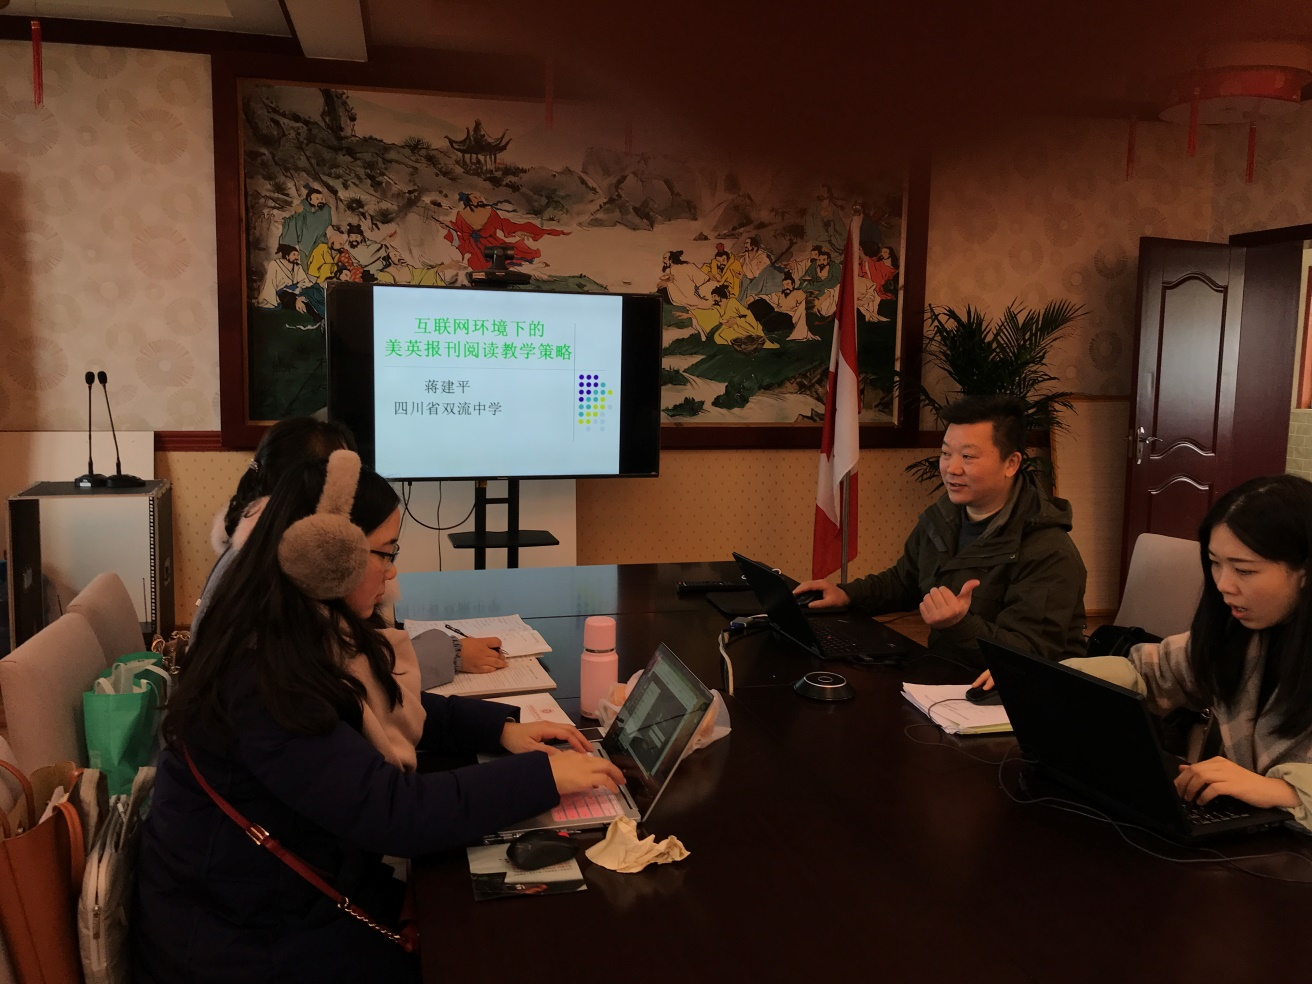 互联网环境下的
美英报刊阅读教学策略
蒋建平
四川省双流中学